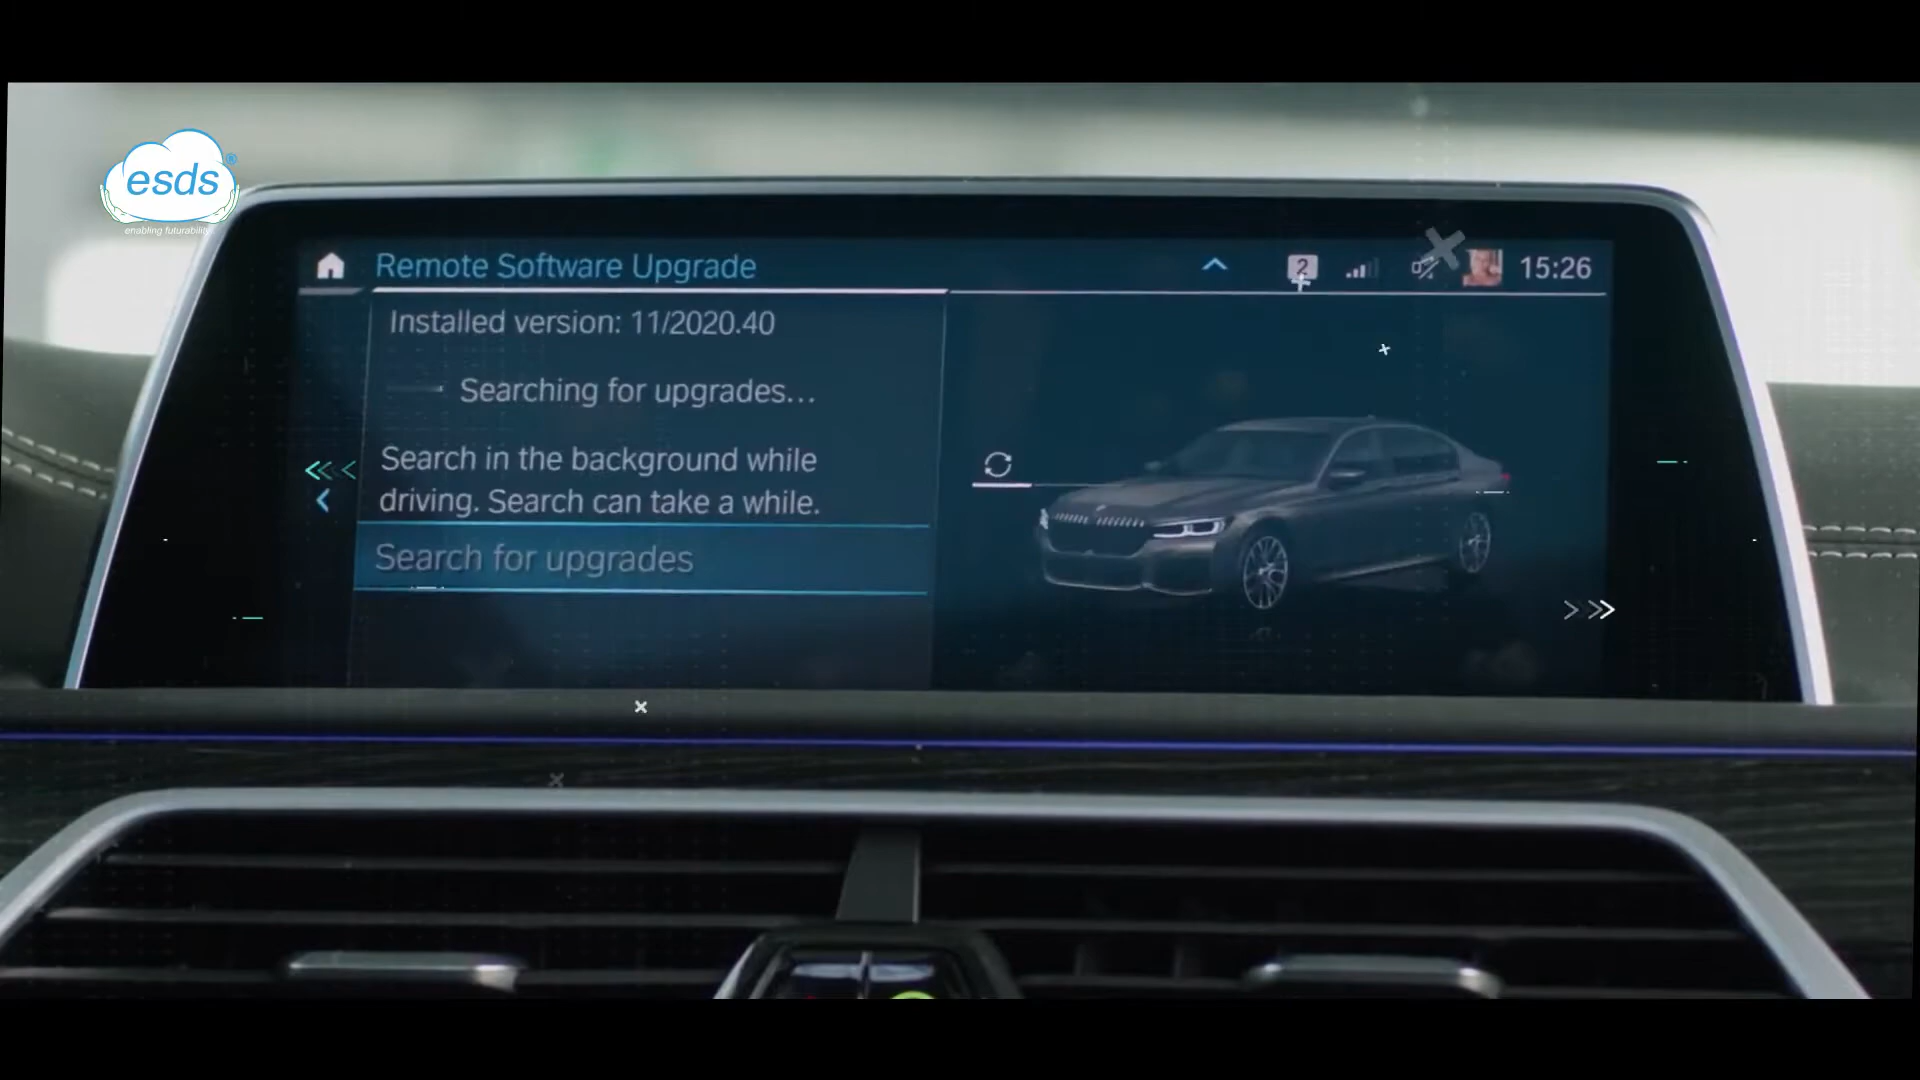 esds
enabling futurability
Remote Software Upgrade
2
15:26
Installed version: 11/2020.40
Searching for upgrades...
Search in the background while
driving. Search can take a while.
Search for upgrades